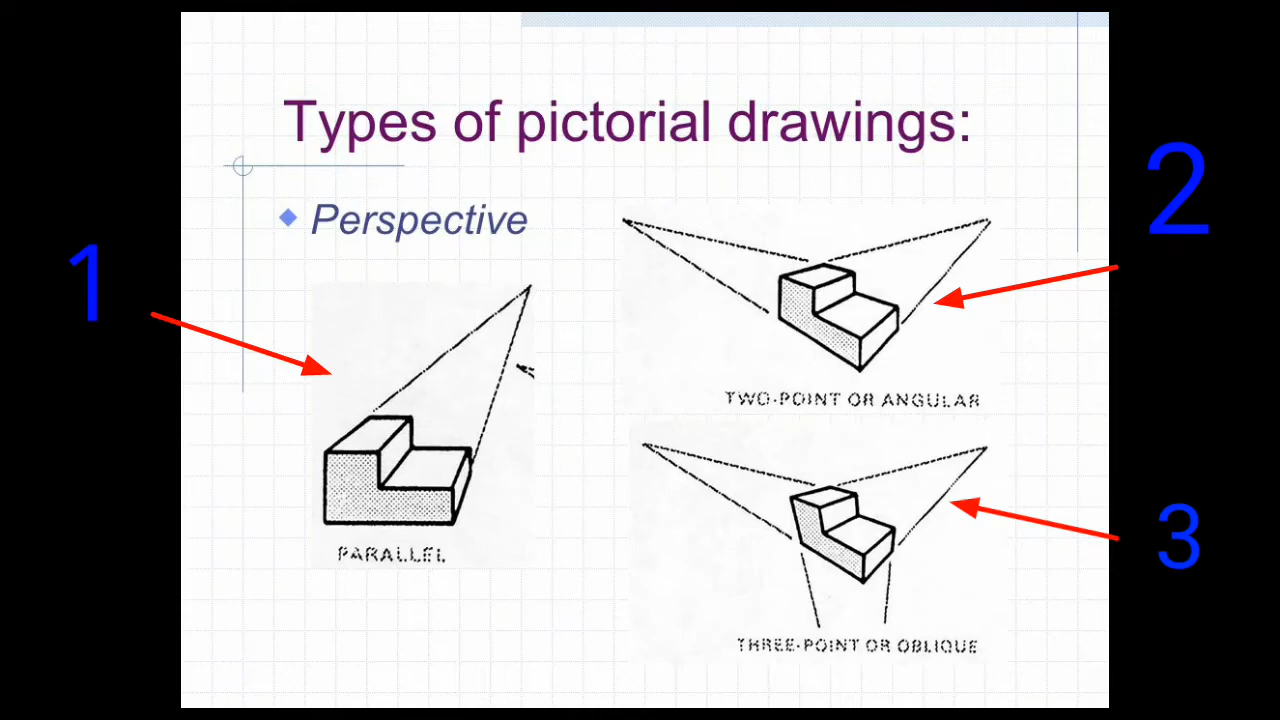 Types of pictorial drawings:
Perspective
1
2
PARALLEL
TWO-POINT OR ANGULAR
3
THREE-POINT OR OBLIQUE